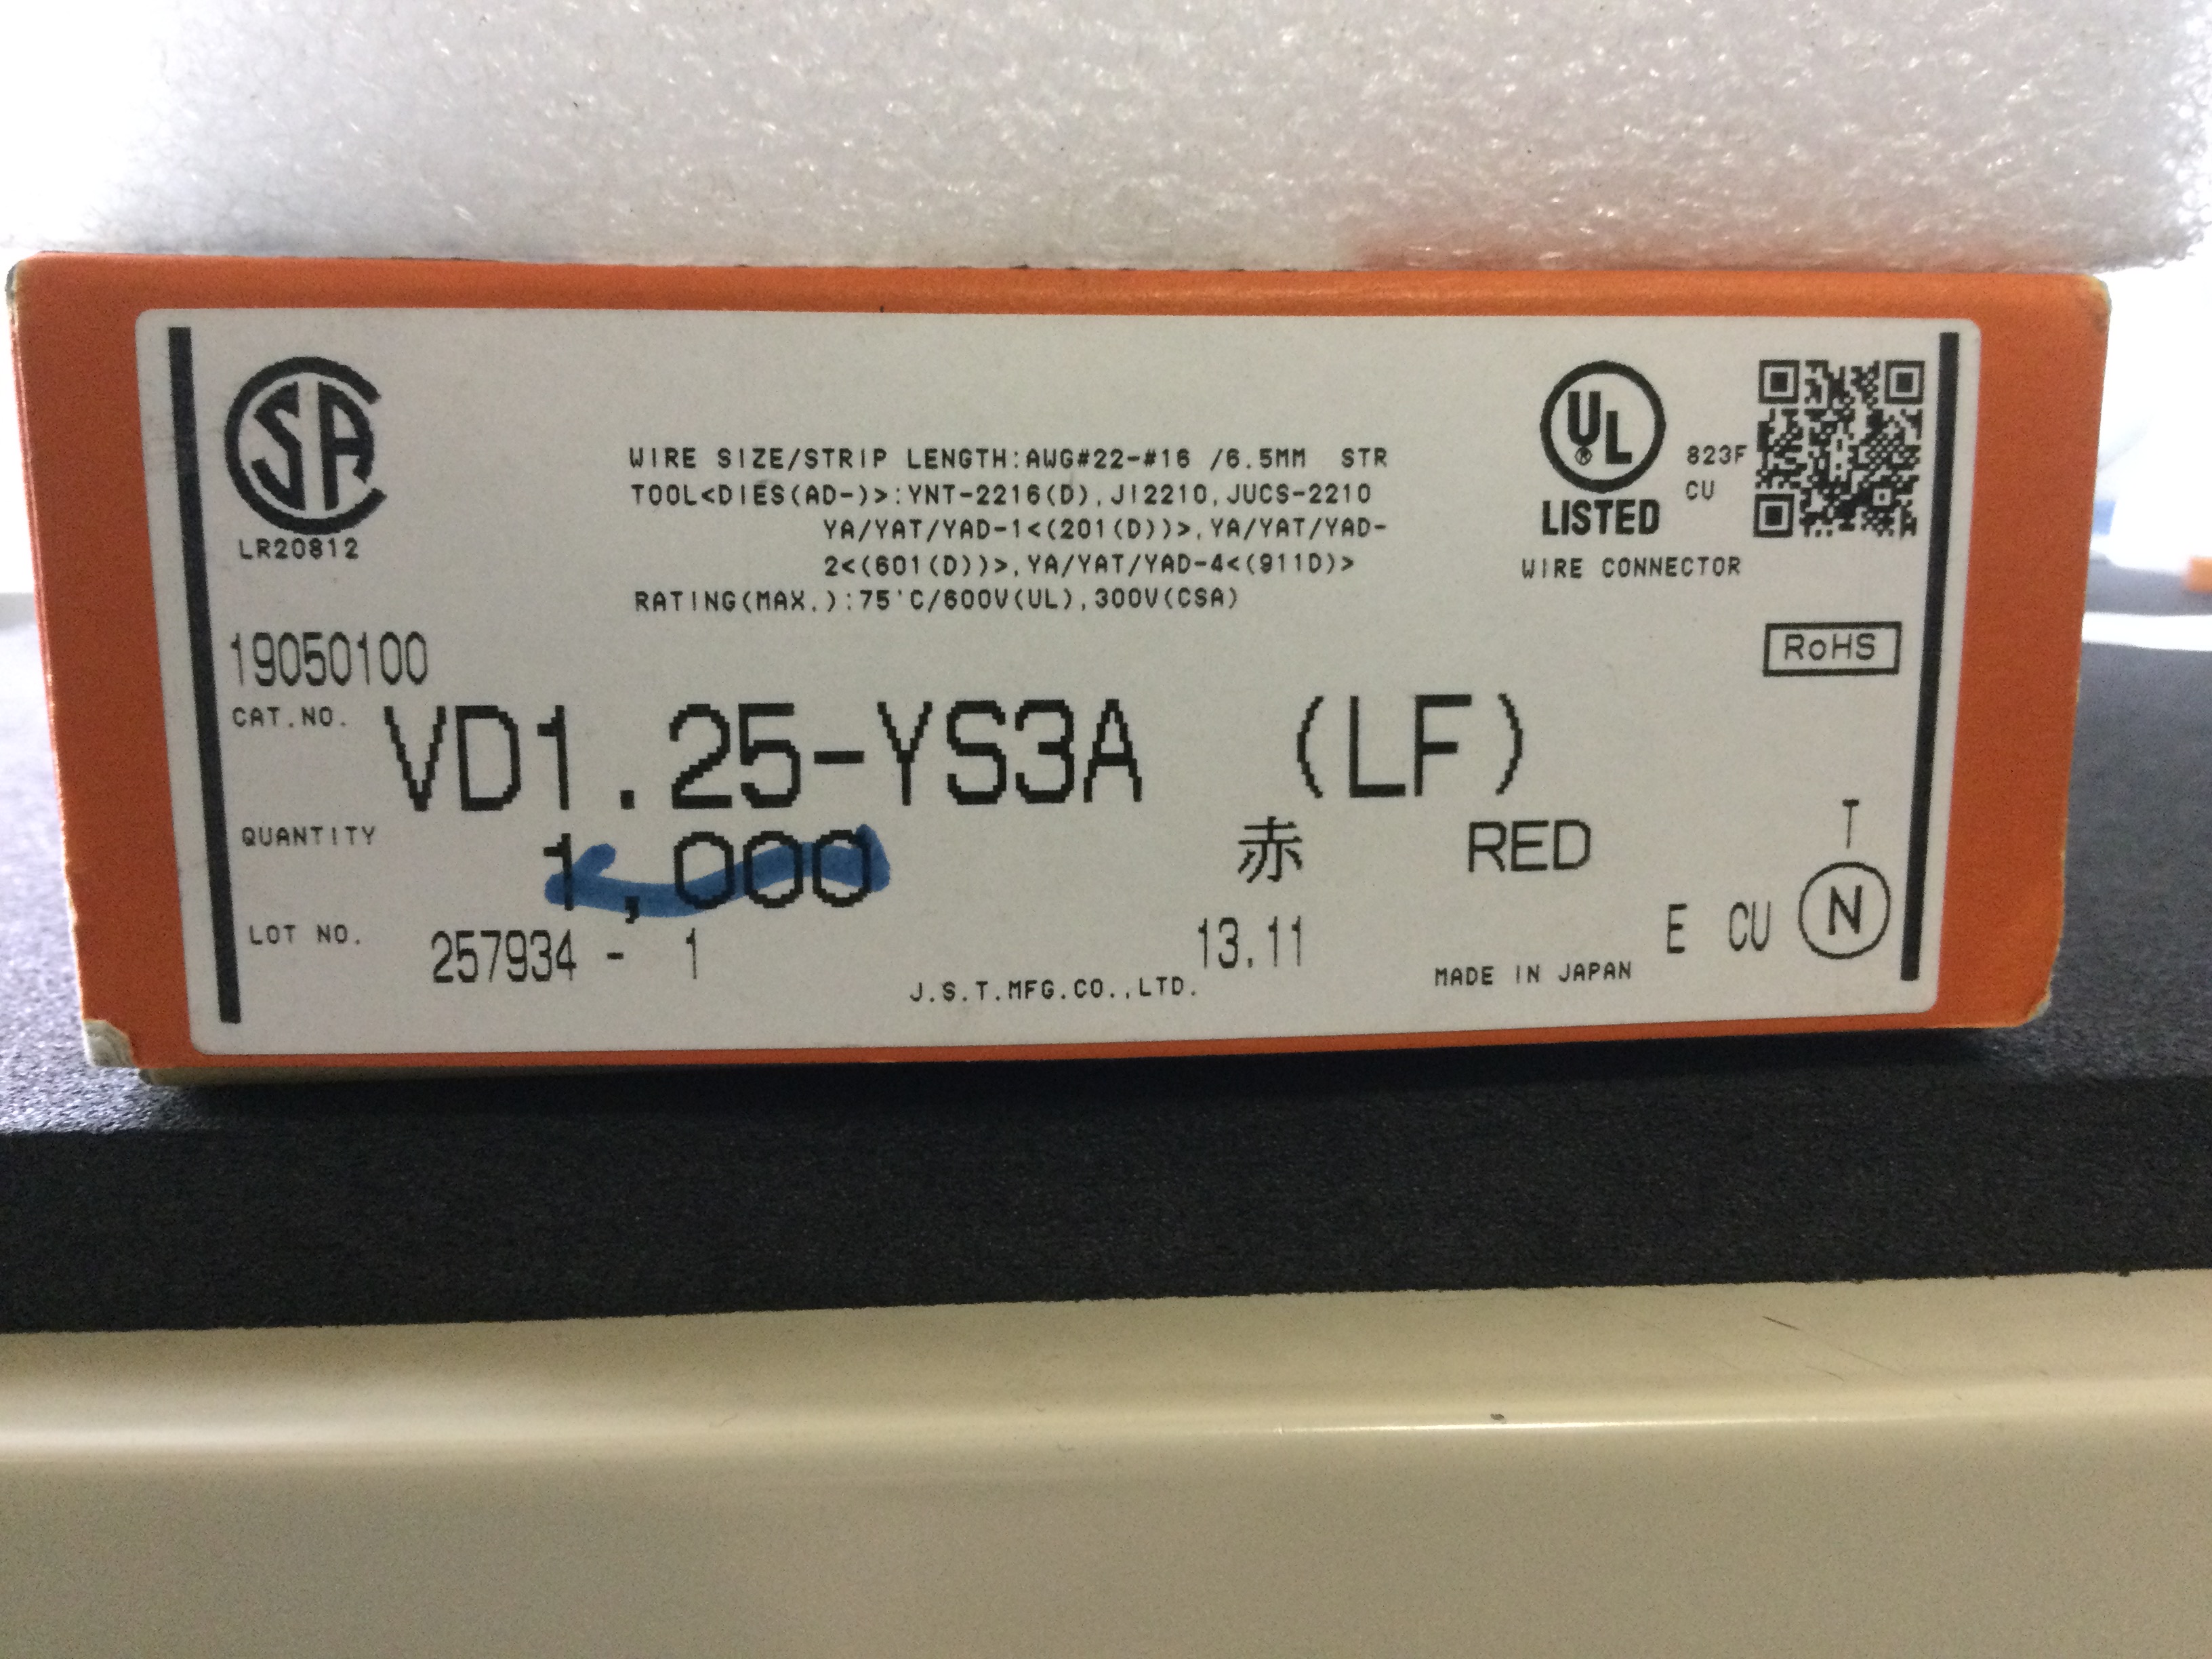 SA
LR20812
WIRE SIZE/STRIP LENGTH:AWG#22-#16 /6.5MM STR
TOOL<DIES(AD-)>:YNT-2216(D),JI2210,JUCS-2210
YA/YAT/YAD-1<(201(D))>,YA/YAT/YAD-
2<(601(D))>,YA/YAT/YAD-4<(911D)>
RATING(MAX.):75'C/600V(UL),300V(CSA)
UL
®
LISTED
823F
CU
WIRE CONNECTOR
RoHS
19050100
CAT.NO. VD1.25-YS3A (LF)
QUANTITY 1,000 赤 RED
T
N
LOT NO. 257934 - 1 13.11 E CU
J.S.T.MFG.CO.,LTD. MADE IN JAPAN